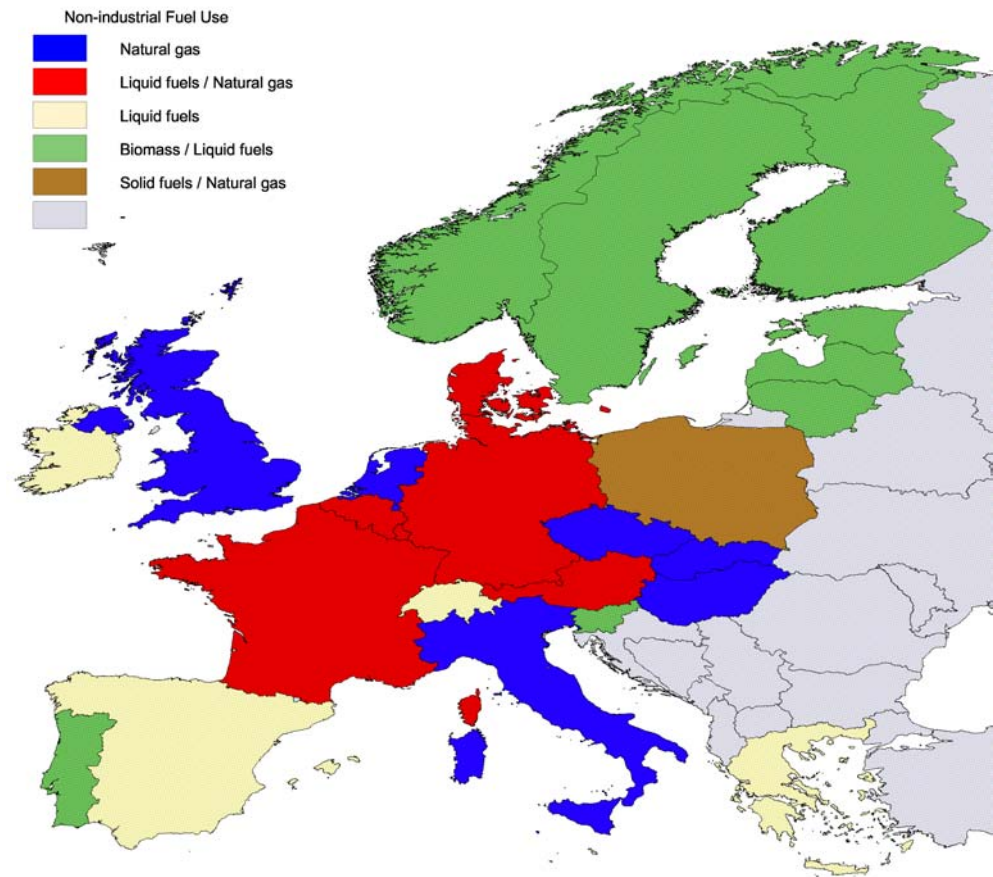 Non-industrial Fuel Use
Natural gas
Liquid fuels / Natural gas
Liquid fuels
Biomass / Liquid fuels
Solid fuels / Natural gas
-